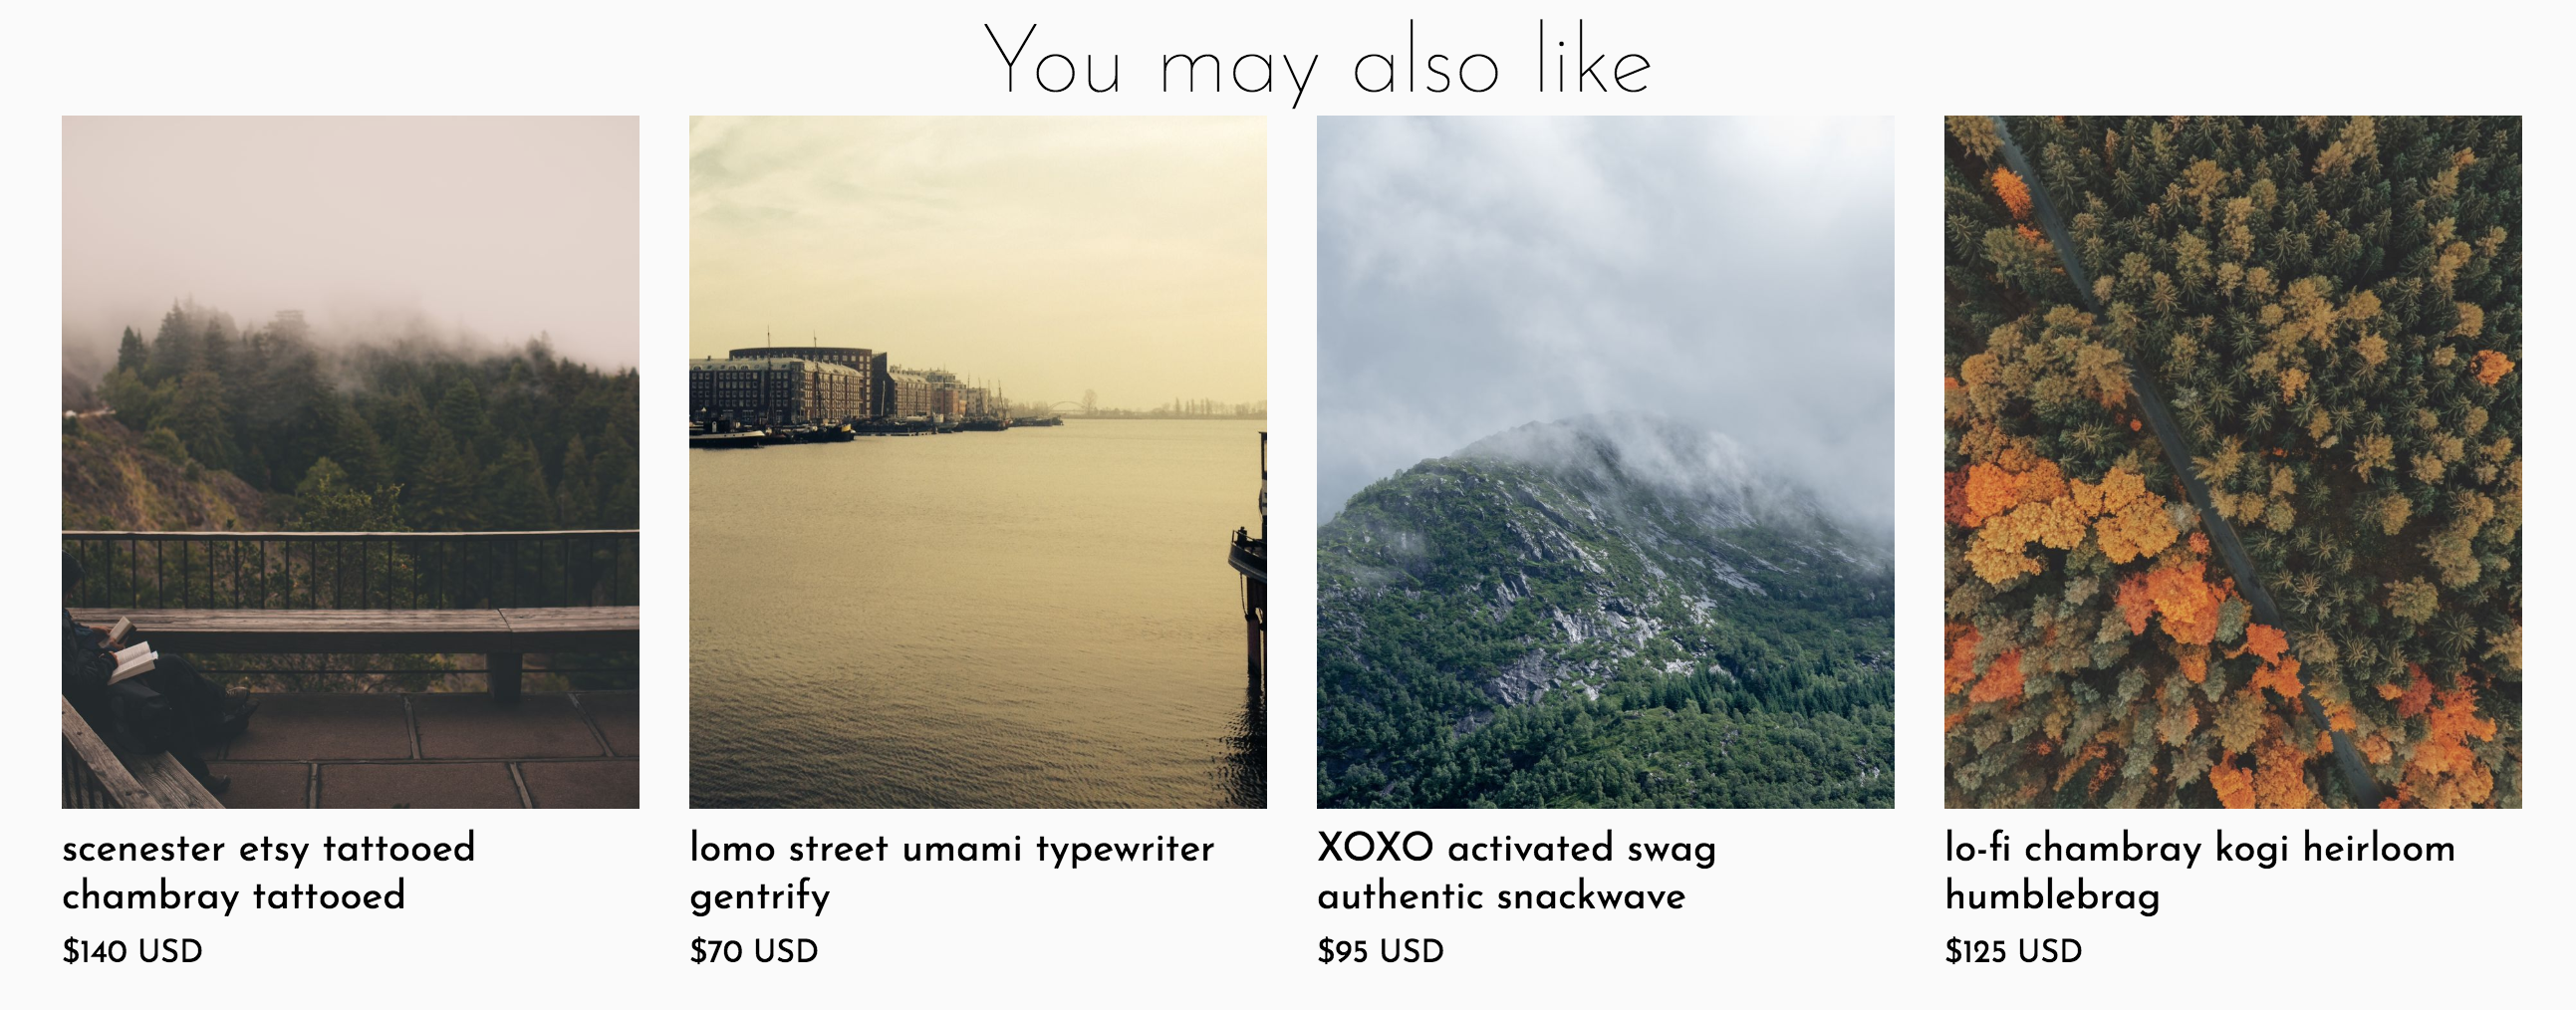 You may also like
scenester etsy tattooed
chambray tattooed
$140 USD
lomo street umami typewriter
gentrify
$70 USD
XOXO activated swag
authentic snackwave
$95 USD
lo-fi chambray kogi heirloom
humblebrag
$125 USD